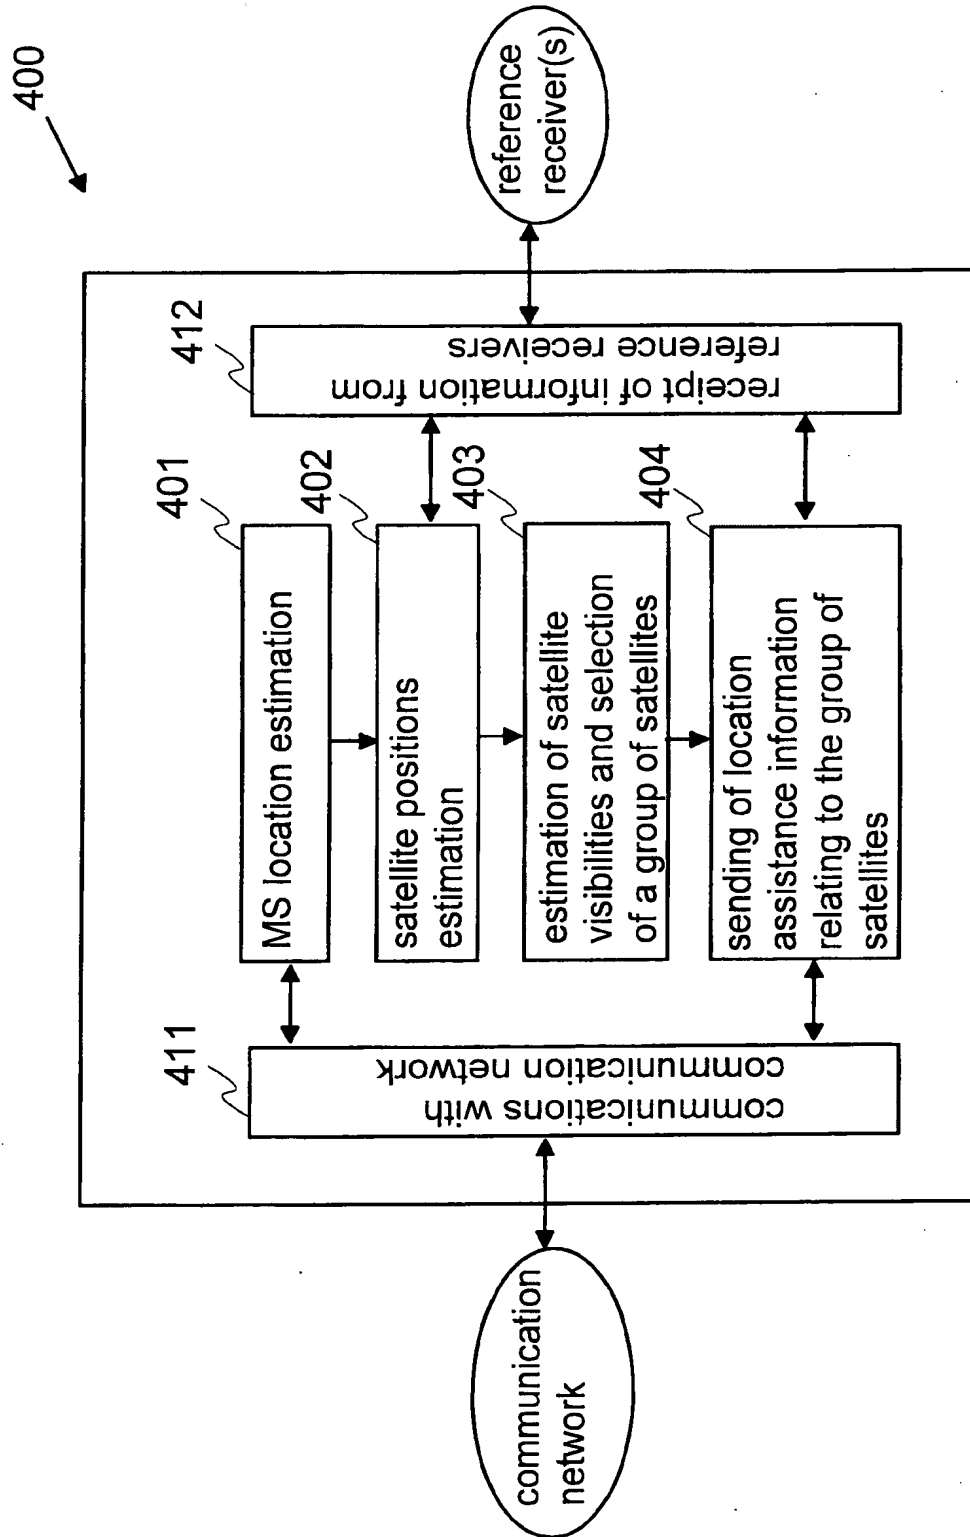 400
communication
network
411
communications with
communication network
401
MS location estimation
402
satellite positions
estimation
403
estimation of satellite
visibilities and selection
of a group of satellites
404
sending of location
assistance information
relating to the group of
satellites
412
receipt of information from
reference receivers
reference
receiver(s)